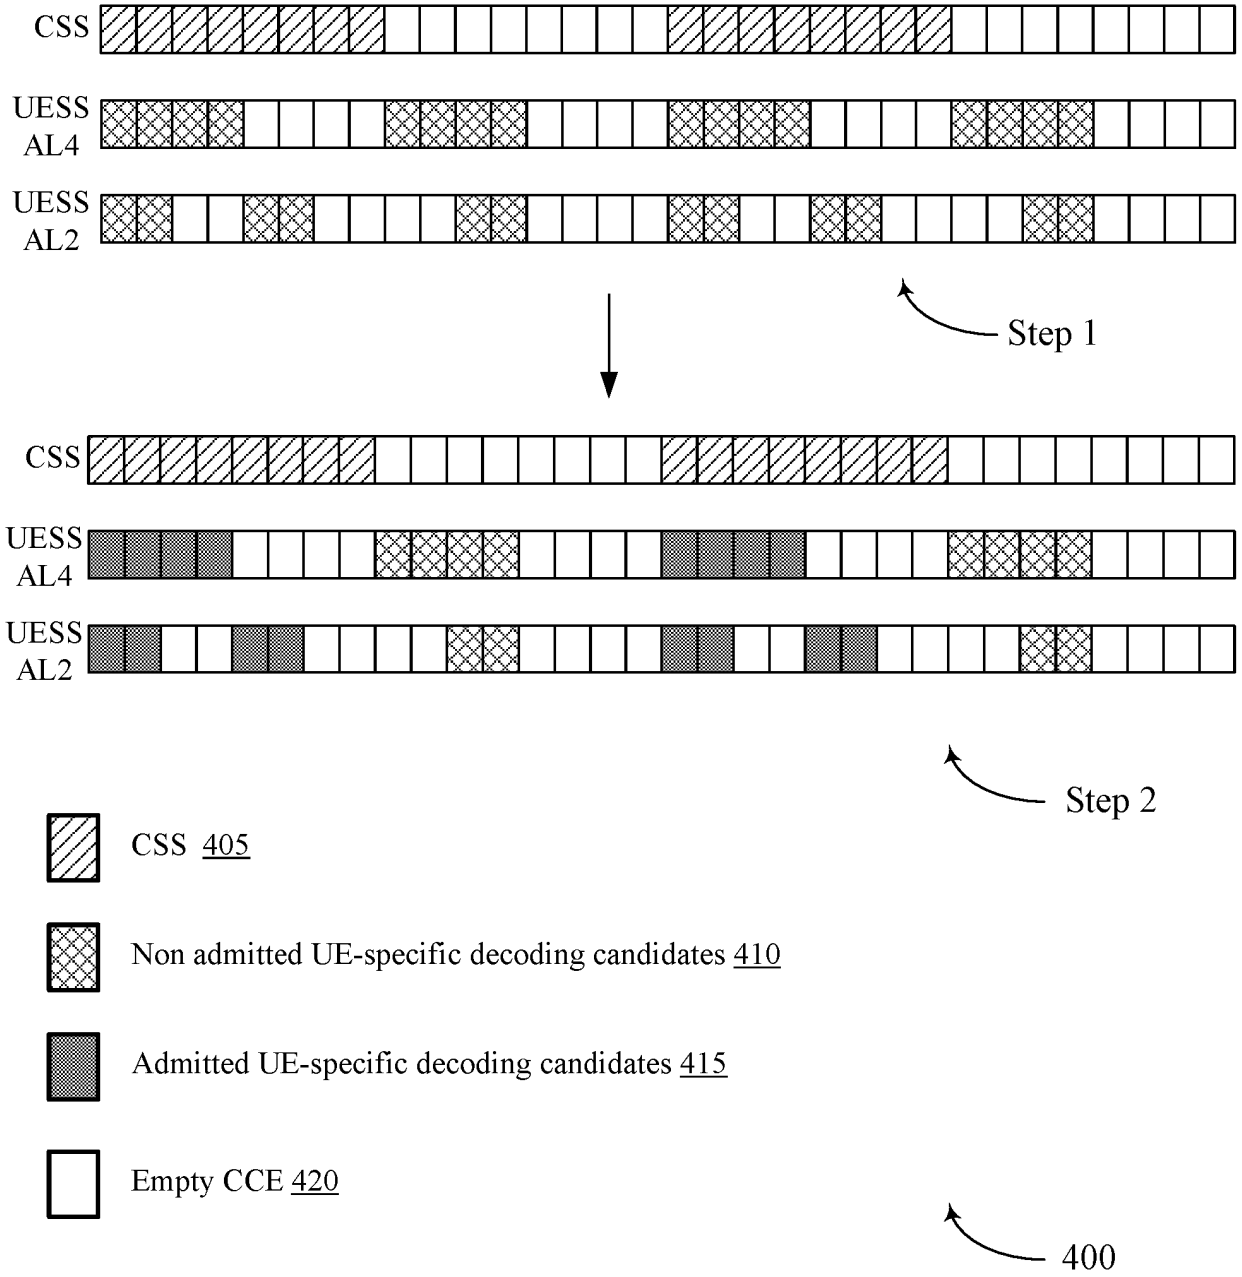 CSS
UESS
AL4
UESS
AL2
Step 1
CSS
UESS
AL4
UESS
AL2
Step 2
CSS 405
Non admitted UE-specific decoding candidates 410
Admitted UE-specific decoding candidates 415
Empty CCE 420
400